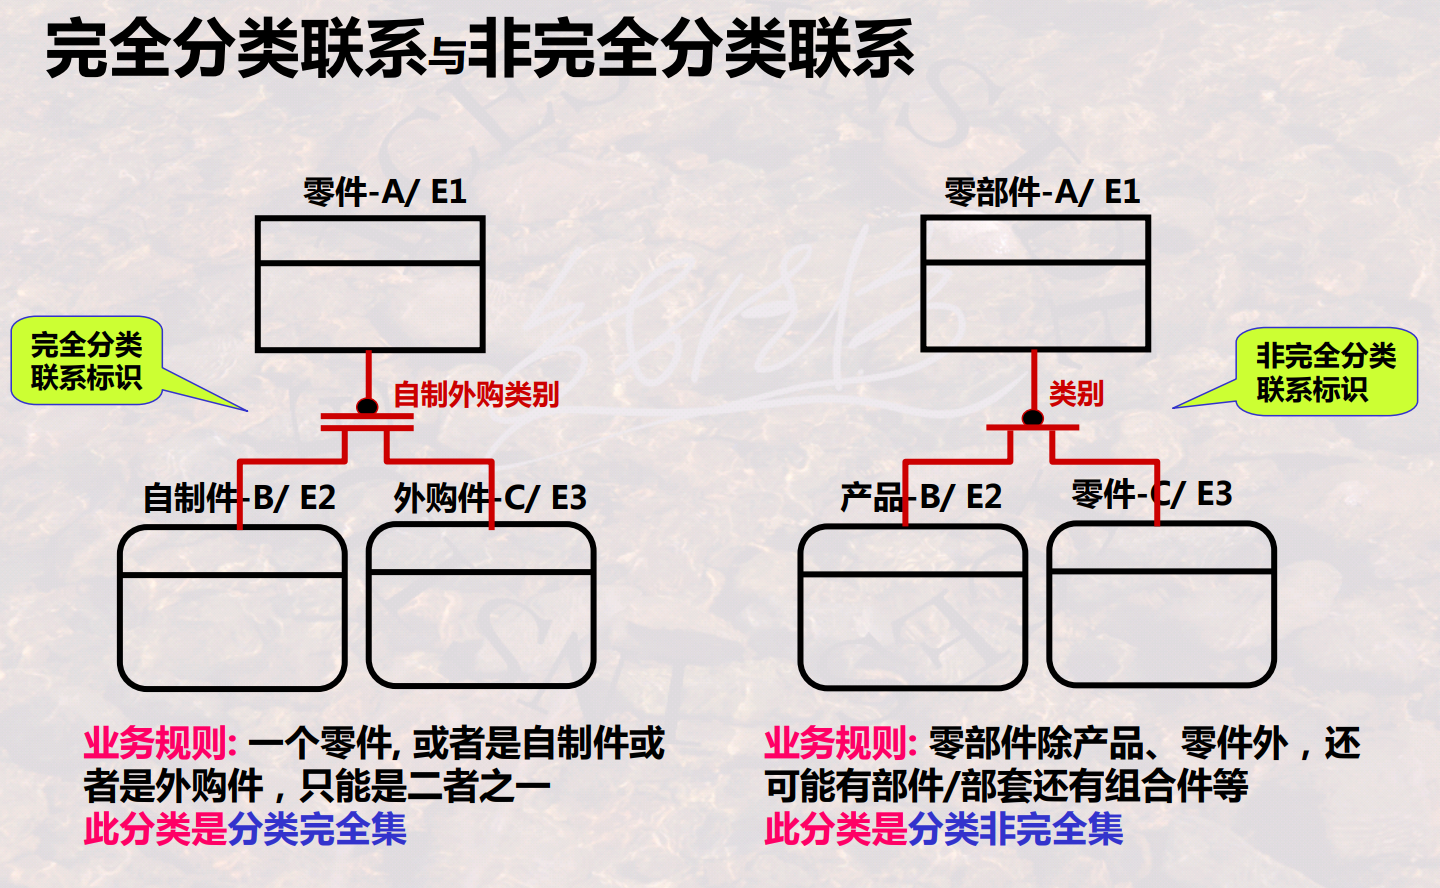 完全分类联系与非完全分类联系
零件-A/ E1
完全分类
联系标识
自制外购类别
自制件-B/ E2
外购件-C/ E3
业务规则: 一个零件, 或者是自制件或
者是外购件，只能是二者之一
此分类是分类完全集
零部件-A/ E1
非完全分类
联系标识
类别
产品-B/ E2
零件-C/ E3
业务规则: 零部件除产品、零件外，还
可能有部件/部套还有组合件等
此分类是分类非完全集